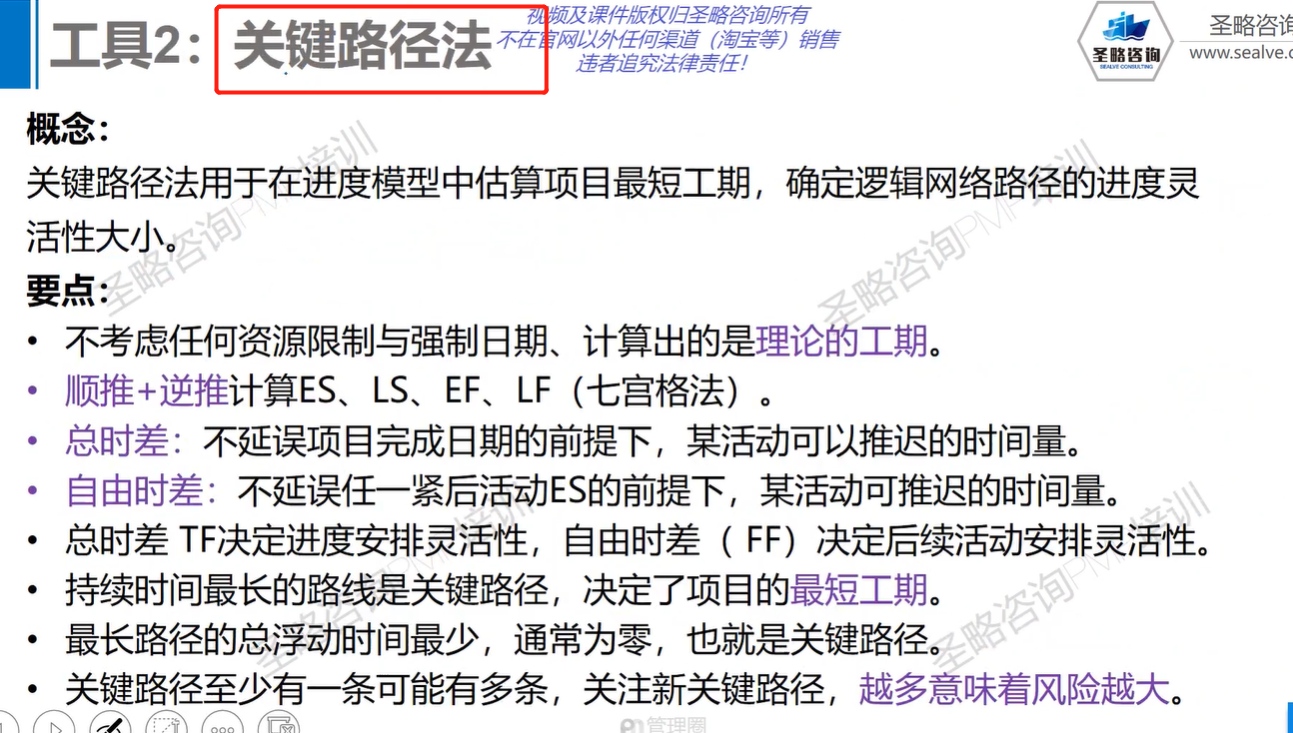 工具2：关键路径法
视频及课件版权归圣略咨询所有
不在官网以外任何渠道（淘宝等）销售
违者追究法律责任！
圣略咨询
SEALVE CONSULTING
圣略咨询
www.sealve.c
概念：
关键路径法用于在进度模型中估算项目最短工期，确定逻辑网络路径的进度灵
活性大小。
要点：
• 不考虑任何资源限制与强制日期、计算出的是理论的工期。
• 顺推+逆推计算ES、LS、EF、LF（七宫格法）。
• 总时差：不延误项目完成日期的前提下，某活动可以推迟的时间量。
• 自由时差：不延误任一紧后活动ES的前提下，某活动可推迟的时间量。
• 总时差 TF决定进度安排灵活性，自由时差（ FF）决定后续活动安排灵活性。
• 持续时间最长的路线是关键路径，决定了项目的最短工期。
• 最长路径的总浮动时间最少，通常为零，也就是关键路径。
• 关键路径至少有一条可能有多条，关注新关键路径，越多意味着风险越大。
圣略咨询PMP培训
圣略咨询PMP培训
圣略咨询PMP培训
圣略咨询PMP培训
管理圈